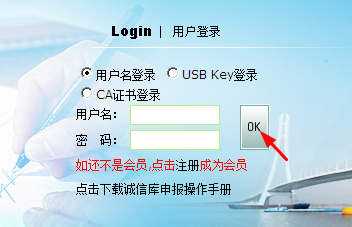 Login | 用户登录
用户名登录 USB Key登录
CA证书登录
用户名：
OK
密 码：
如还不是会员,点击注册成为会员
点击下载诚信库申报操作手册